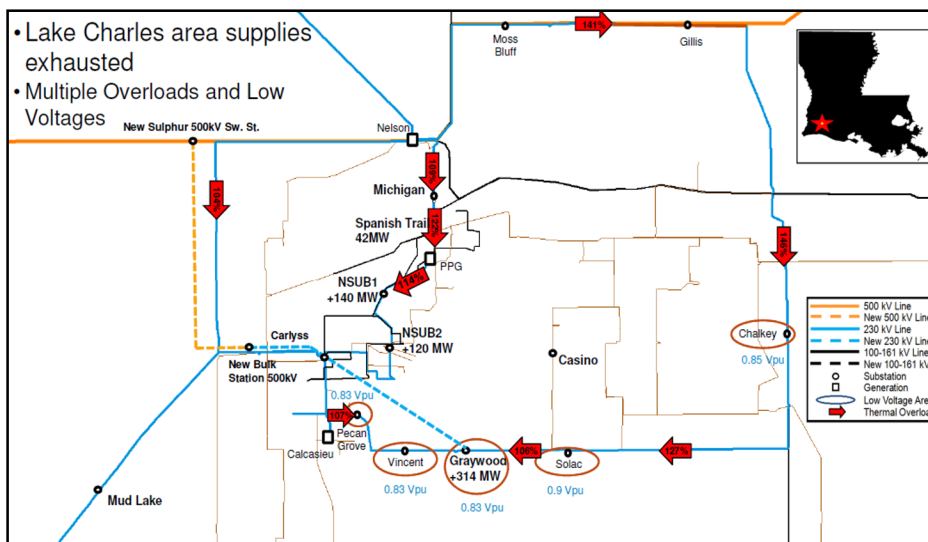 • Lake Charles area supplies
exhausted
• Multiple Overloads and Low
Voltages
New Sulphur 500kV Sw. St.
Nelson
141%
Moss
Bluff
Gillis
104%
109%
Michigan
Spanish Trail
42MW
122%
PPG
114%
NSUB1
+140 MW
146%
NSUB2
+120 MW
Carlyss
New Bulk
Station 500kV
Casino
Chalkey
0.85 Vpu
500 kV Line
New 500 kV Line
230 kV Line
New 230 kV Line
100-161 kV Line
New 100-161 kV
Substation
Generation
Low Voltage Area
Thermal Overload
0.83 Vpu
107%
Pecan
Grove
Calcasieu
Vincent
0.83 Vpu
Graywood
+314 MW
0.83 Vpu
106%
Solac
0.9 Vpu
127%
Mud Lake